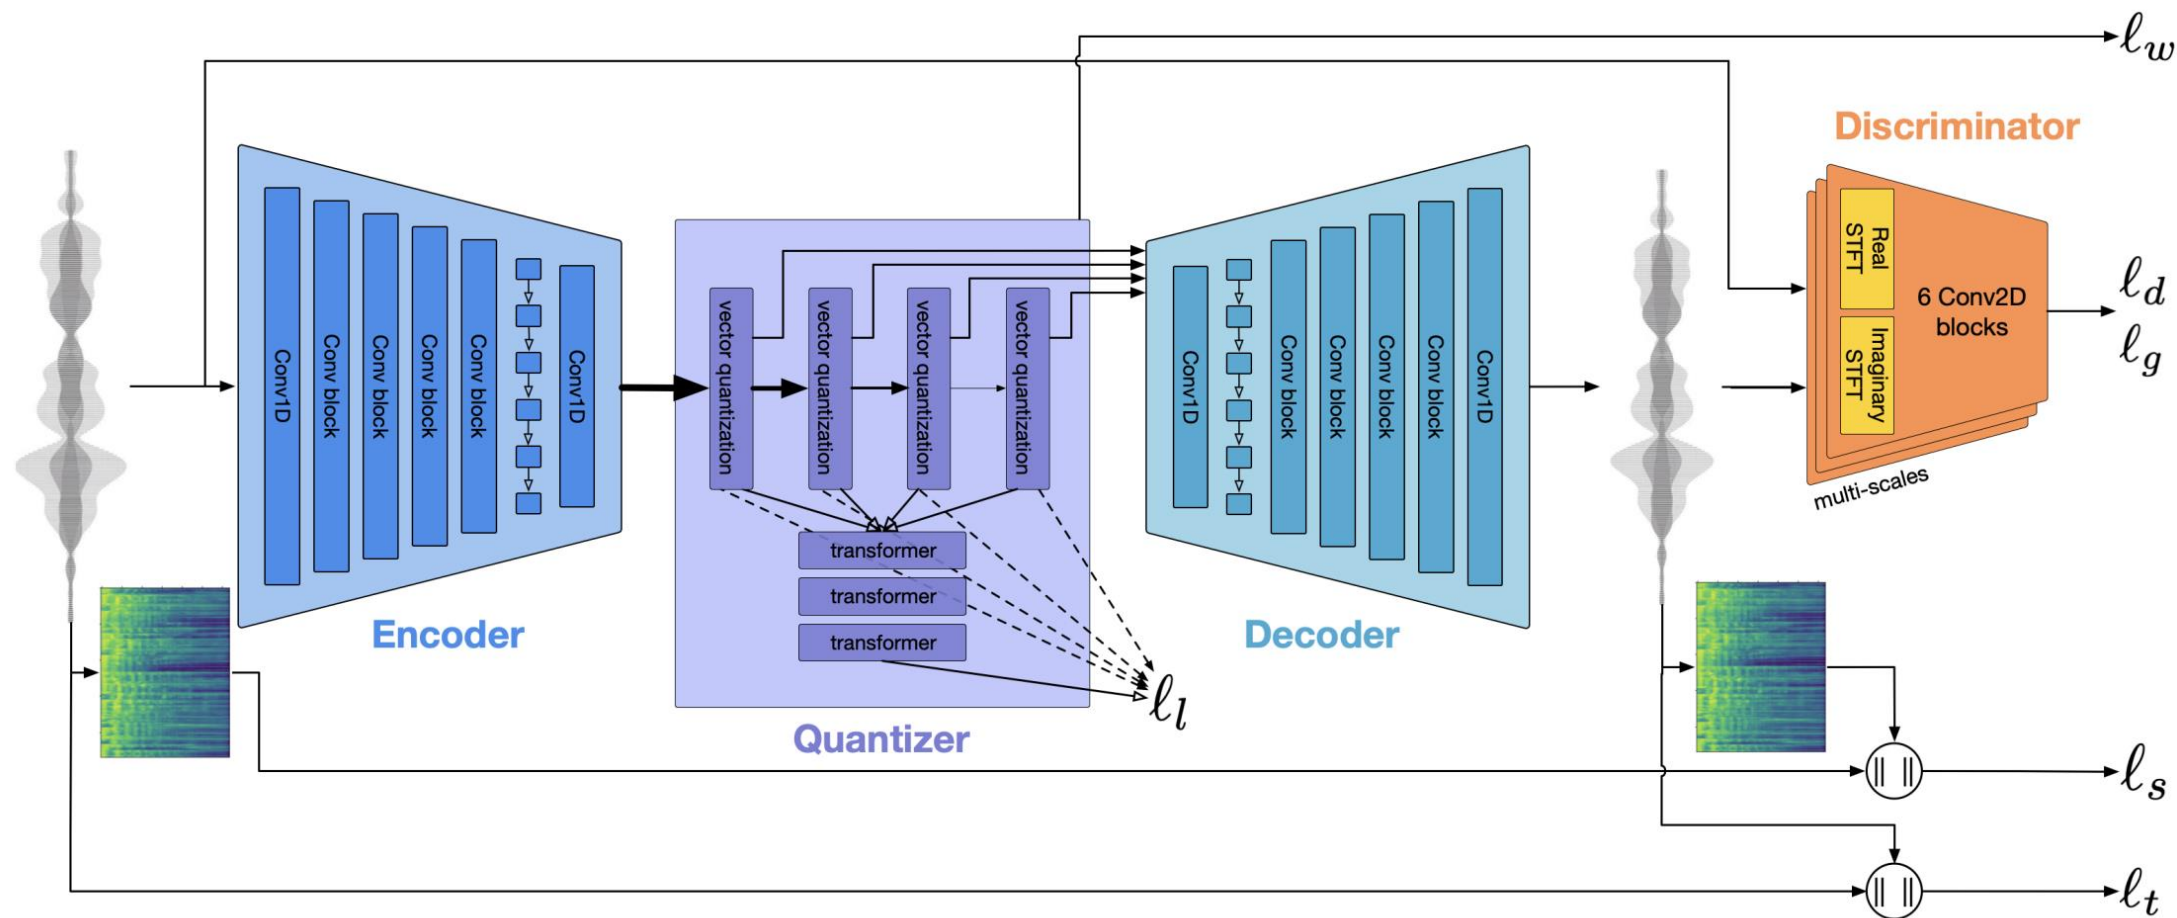 ℓw
Discriminator
Real
STFT
Imaginary
STFT
6 Conv2D
blocks
multi-scales
ℓd
ℓg
Conv1D
Conv block
Conv block
Conv block
Conv block
Conv1D
Encoder
vector quantization
vector quantization
vector quantization
vector quantization
transformer
transformer
transformer
Quantizer
ℓl
Conv1D
Conv block
Conv block
Conv block
Conv block
Conv1D
Decoder
|| ||
ℓs
|| ||
ℓt